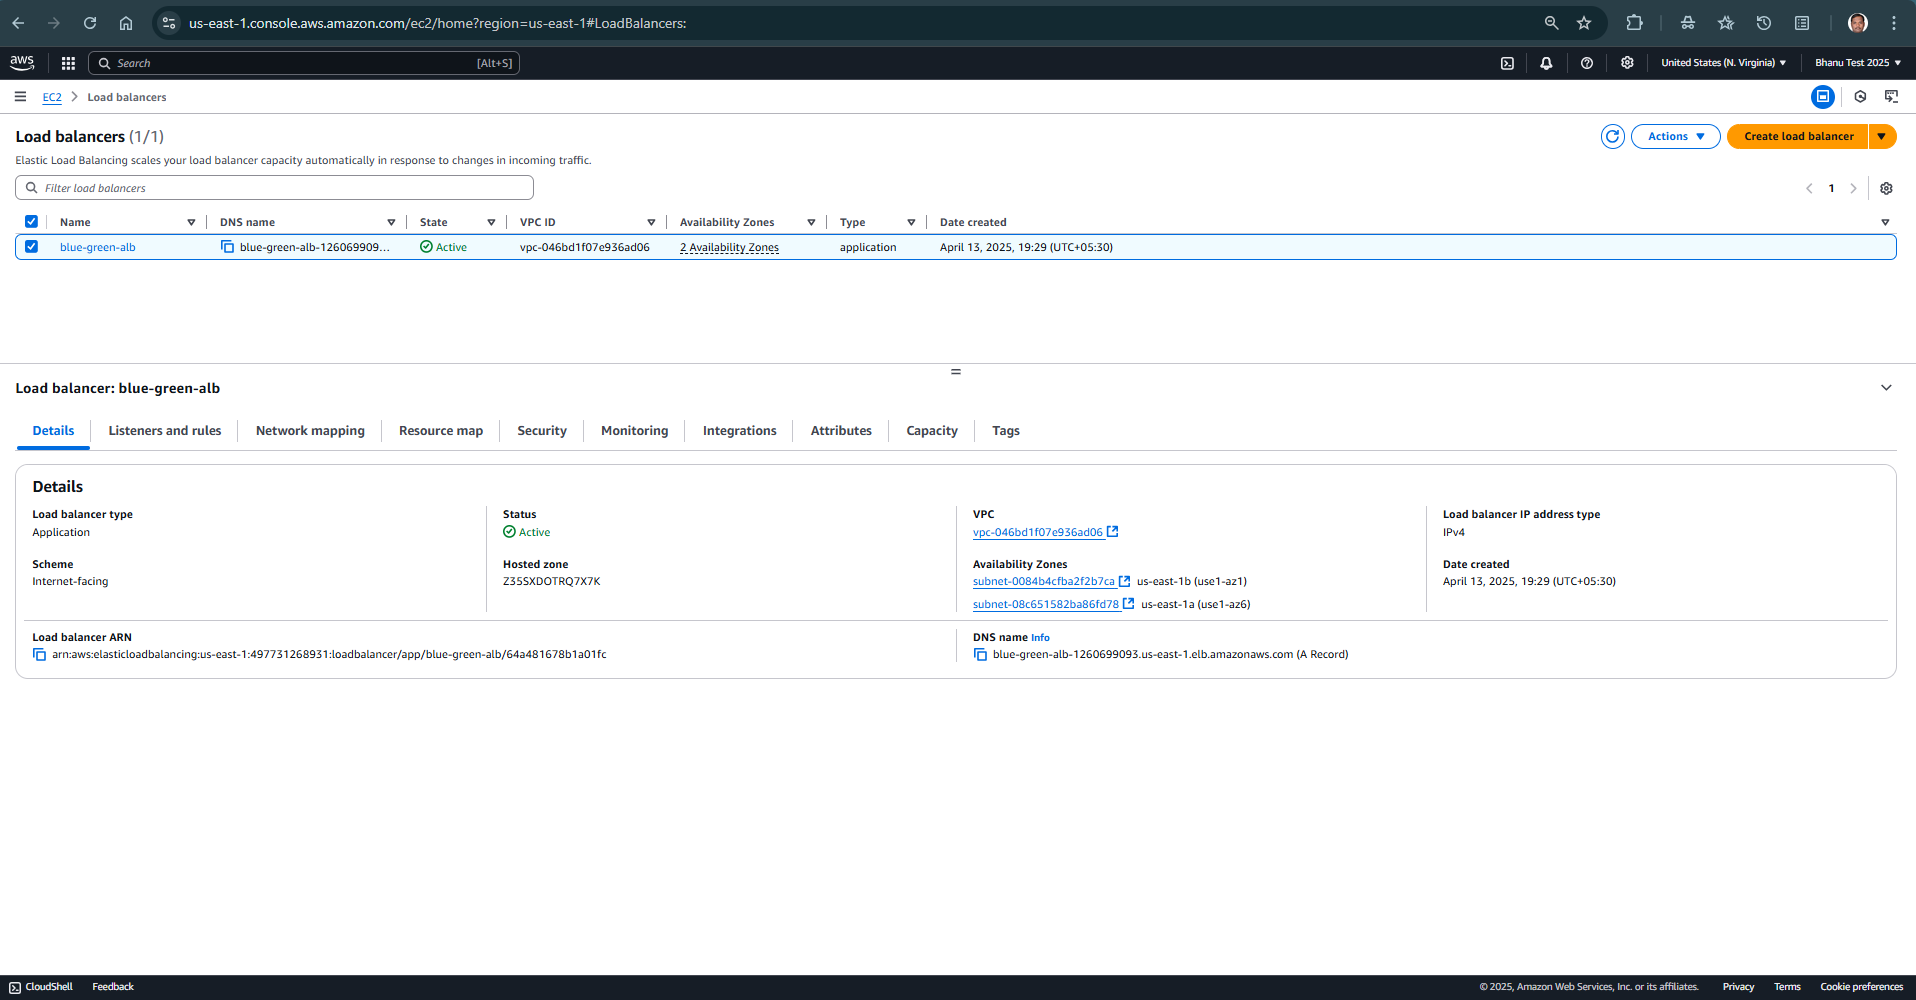 us-east-1.console.aws.amazon.com/ec2/home?region=us-east-1#LoadBalancers:
aws Search [Alt+S] United States (N. Virginia) Bhanu Test 2025
EC2 Load balancers
Load balancers (1/1) Actions Create load balancer
Elastic Load Balancing scales your load balancer capacity automatically in response to changes in incoming traffic.
Filter load balancers 1
Name DNS name State VPC ID Availability Zones Type Date created
blue-green-alb blue-green-alb-126069909... Active vpc-046bd1f07e936ad06 2 Availability Zones application April 13, 2025, 19:29 (UTC+05:30)
Load balancer: blue-green-alb
Details Listeners and rules Network mapping Resource map Security Monitoring Integrations Attributes Capacity Tags
Details
Load balancer type Status VPC Load balancer IP address type
Application Active vpc-046bd1f07e936ad06 IPv4
Scheme Hosted zone Availability Zones Date created
Internet-facing Z35SXDOTRQ7X7K subnet-0084b4cfba2f2b7ca us-east-1b (use1-az1) April 13, 2025, 19:29 (UTC+05:30)
subnet-08c651582ba86fd78 us-east-1a (use1-az6)
Load balancer ARN DNS name Info
arn:aws:elasticloadbalancing:us-east-1:497731268931:loadbalancer/app/blue-green-alb/64a481678b1a01fc blue-green-alb-1260699093.us-east-1.elb.amazonaws.com (A Record)
CloudShell Feedback © 2025, Amazon Web Services, Inc. or its affiliates. Privacy Terms Cookie preferences